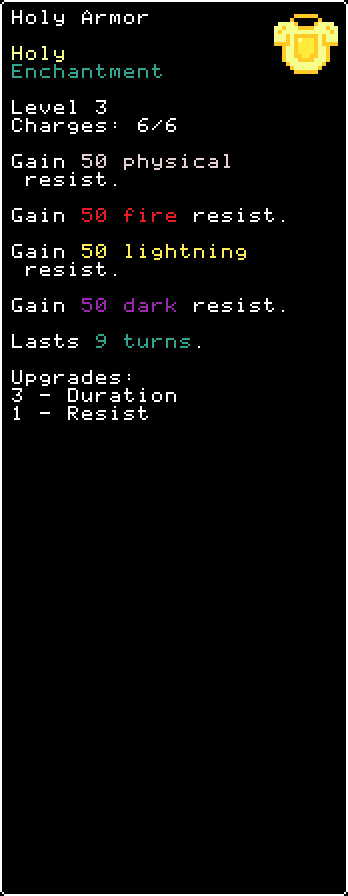 Holy Armor
Holy
Enchantment
Level 3
Charges: 6/6
Gain 50 physical
resist.
Gain 50 fire resist.
Gain 50 lightning
resist.
Gain 50 dark resist.
Lasts 9 turns.
Upgrades:
3 - Duration
1 - Resist